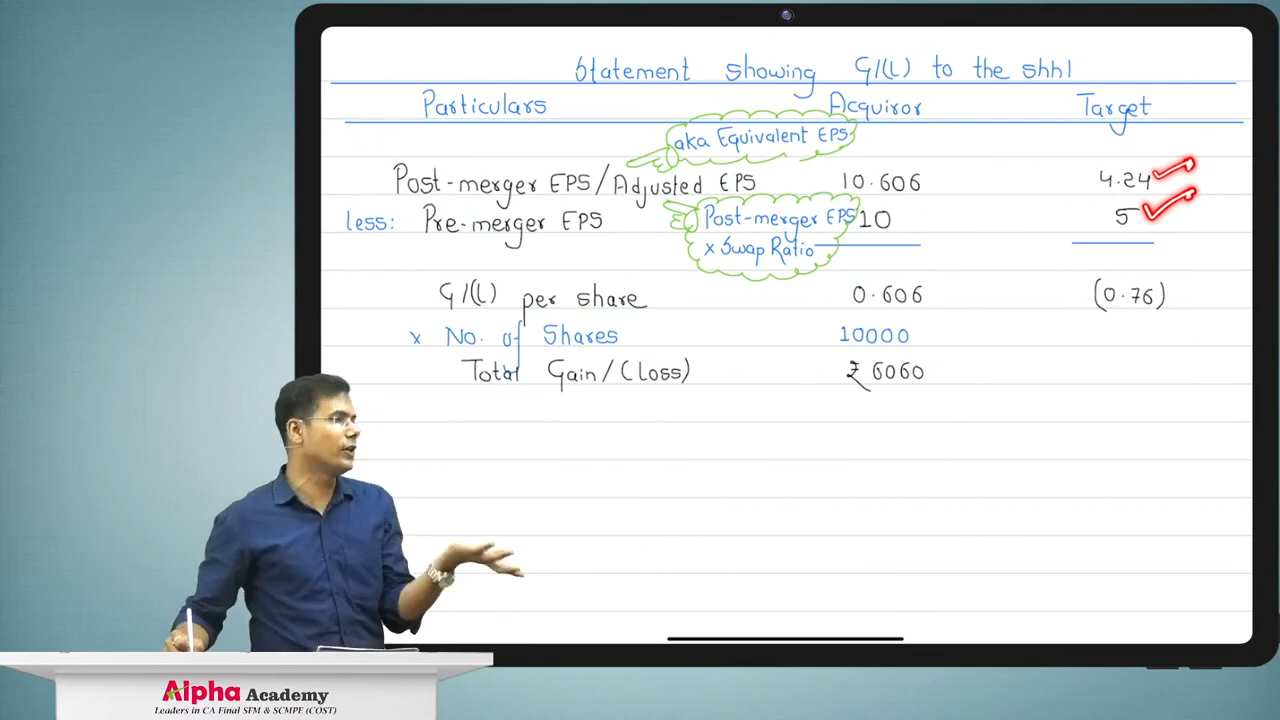 Statement showing G/(L) to the shhl
Particulars Acquiror Target
aka Equivalent EPS
Post-merger EPS/Adjusted EPS 10.606 4.24
less: Pre-merger EPS 10 5
Post-merger EPS
x Swap Ratio
G/(L) per share 0.606 (0.76)
x No. of Shares 10000
Total Gain/(loss) ₹ 6060
Alpha Academy
Leaders in CA Final SFM & SCMPE (COST)